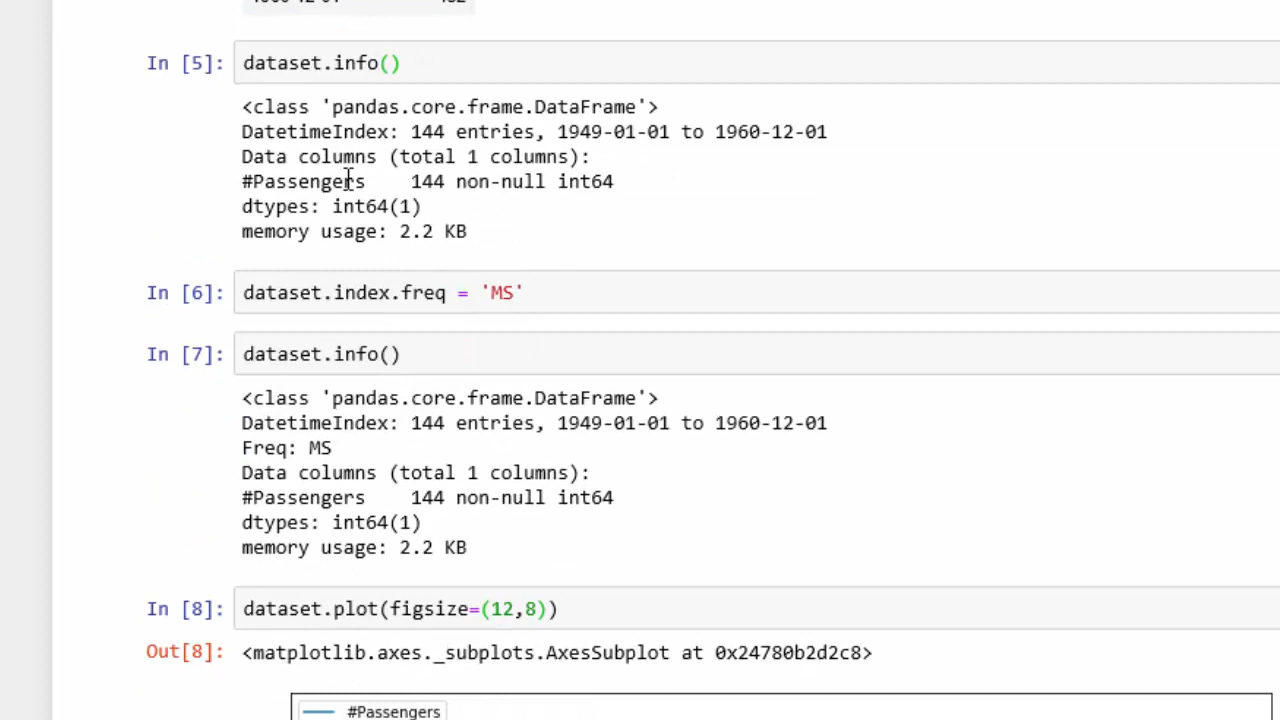 In [5]: dataset.info()
<class 'pandas.core.frame.DataFrame'>
DatetimeIndex: 144 entries, 1949-01-01 to 1960-12-01
Data columns (total 1 columns):
#Passengers    144 non-null int64
dtypes: int64(1)
memory usage: 2.2 KB
In [6]: dataset.index.freq = 'MS'
In [7]: dataset.info()
<class 'pandas.core.frame.DataFrame'>
DatetimeIndex: 144 entries, 1949-01-01 to 1960-12-01
Freq: MS
Data columns (total 1 columns):
#Passengers    144 non-null int64
dtypes: int64(1)
memory usage: 2.2 KB
In [8]: dataset.plot(figsize=(12,8))
Out[8]: <matplotlib.axes._subplots.AxesSubplot at 0x24780b2d2c8>
#Passengers